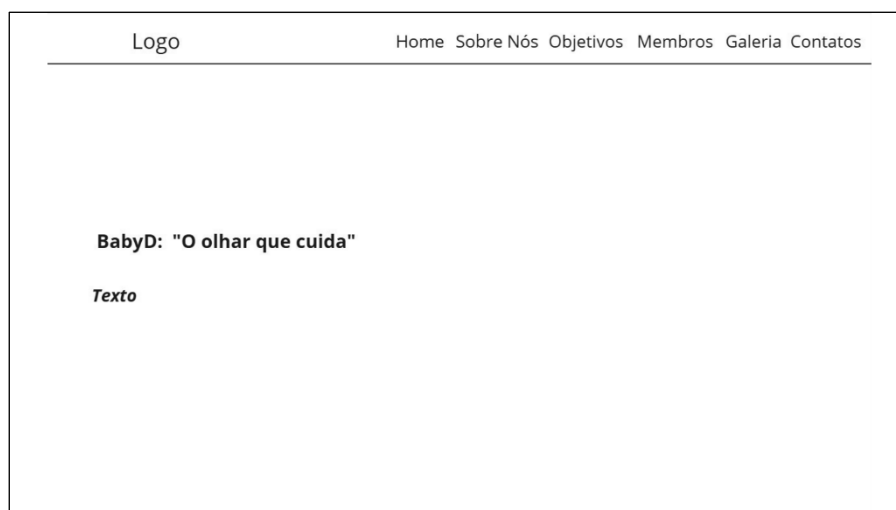 Logo Home Sobre Nós Objetivos Membros Galeria Contatos
BabyD: "O olhar que cuida"
Texto